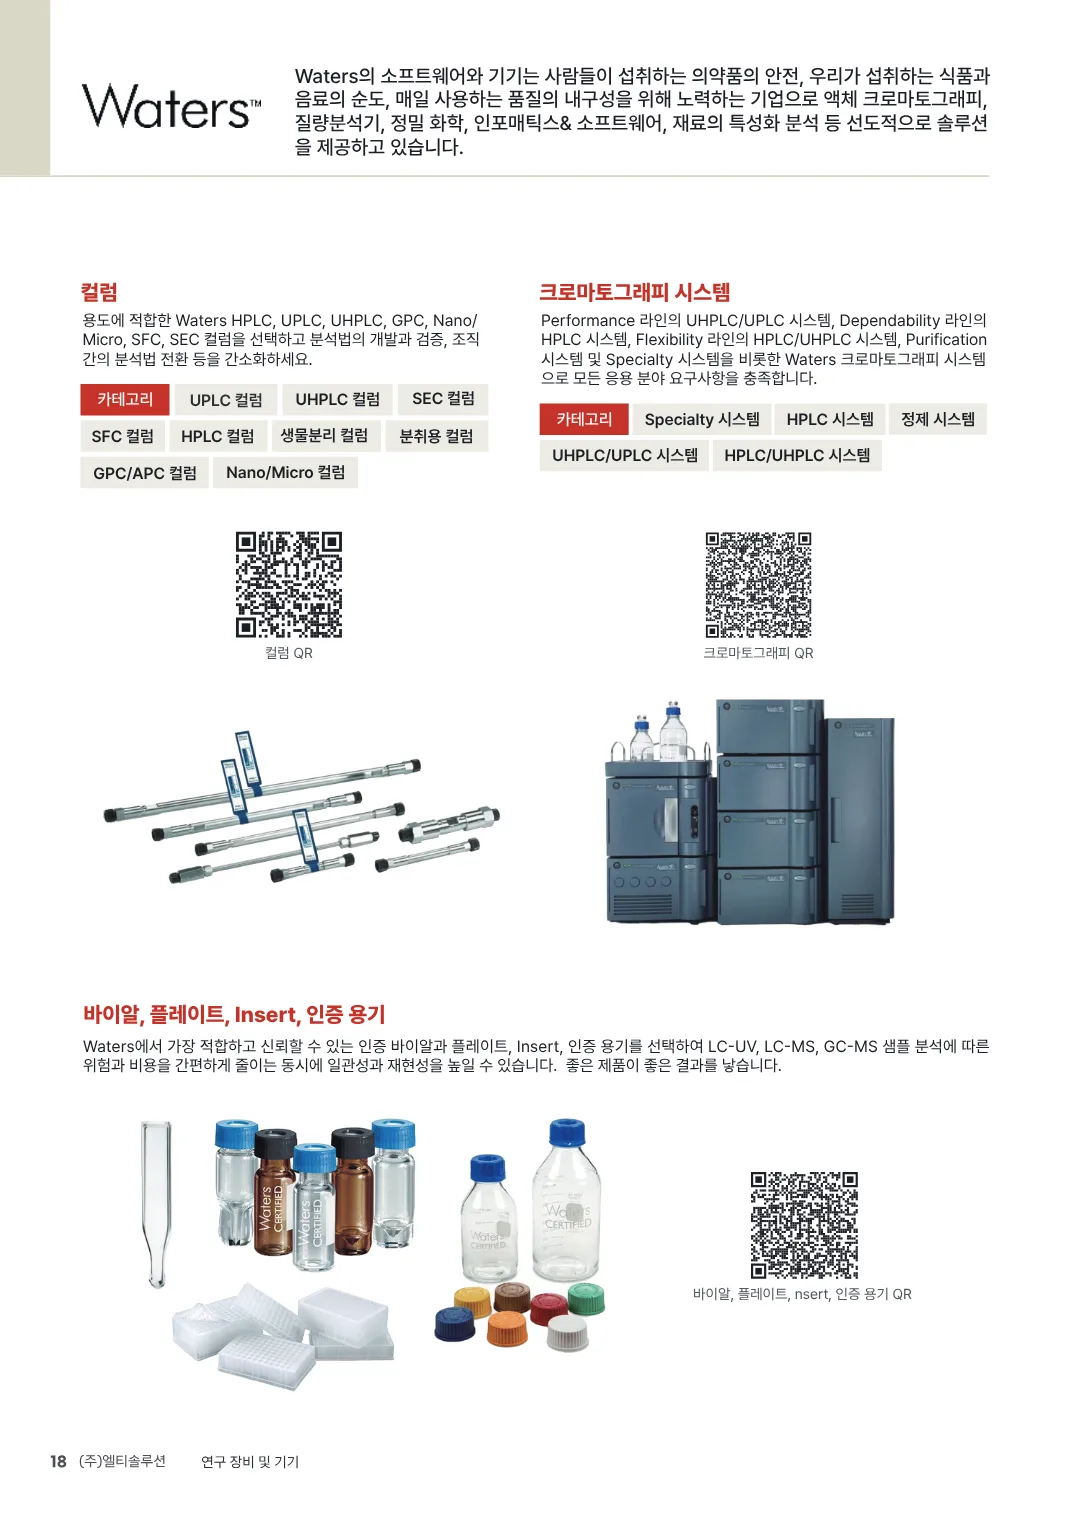 Waters™
Waters의 소프트웨어와 기기는 사람들이 섭취하는 의약품의 안전, 우리가 섭취하는 식품과
음료의 순도, 매일 사용하는 품질의 내구성을 위해 노력하는 기업으로 액체 크로마토그래피,
질량분석기, 정밀 화학, 인포매틱스& 소프트웨어, 재료의 특성화 분석 등 선도적으로 솔루션
을 제공하고 있습니다.
컬럼
용도에 적합한 Waters HPLC, UPLC, UHPLC, GPC, Nano/
Micro, SFC, SEC 컬럼을 선택하고 분석법의 개발과 검증, 조직
간의 분석법 전환 등을 간소화하세요.
카테고리 UPLC 컬럼 UHPLC 컬럼 SEC 컬럼
SFC 컬럼 HPLC 컬럼 생물분리 컬럼 분취용 컬럼
GPC/APC 컬럼 Nano/Micro 컬럼
컬럼 QR
크로마토그래피 시스템
Performance 라인의 UHPLC/UPLC 시스템, Dependability 라인의
HPLC 시스템, Flexibility 라인의 HPLC/UHPLC 시스템, Purification
시스템 및 Specialty 시스템을 비롯한 Waters 크로마토그래피 시스템
으로 모든 응용 분야 요구사항을 충족합니다.
카테고리 Specialty 시스템 HPLC 시스템 정제 시스템
UHPLC/UPLC 시스템 HPLC/UHPLC 시스템
크로마토그래피 QR
바이알, 플레이트, Insert, 인증 용기
Waters에서 가장 적합하고 신뢰할 수 있는 인증 바이알과 플레이트, Insert, 인증 용기를 선택하여 LC-UV, LC-MS, GC-MS 샘플 분석에 따른
위험과 비용을 간편하게 줄이는 동시에 일관성과 재현성을 높일 수 있습니다. 좋은 제품이 좋은 결과를 낳습니다.
Waters
CERTIFIED
Waters
CERTIFIED
Waters
CERTIFIED
Waters
CERTIFIED
바이알, 플레이트, nsert, 인증 용기 QR
18 (주)엘티솔루션 연구 장비 및 기기